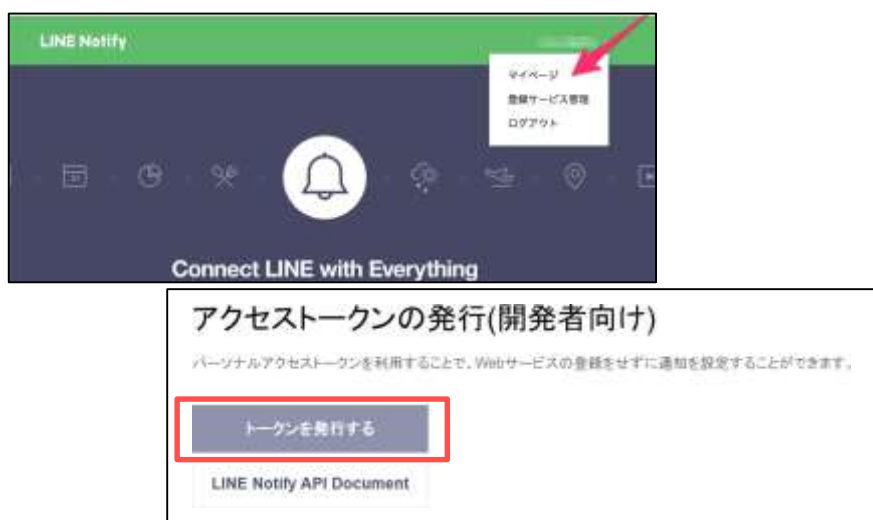 LINE Notify
マイページ
登録サービス管理
ログアウト
Connect LINE with Everything
アクセストークンの発行(開発者向け)
パーソナルアクセストークンを利用することで、Webサービスの登録をせずに通知を設定することができます。
トークンを発行する
LINE Notify API Document